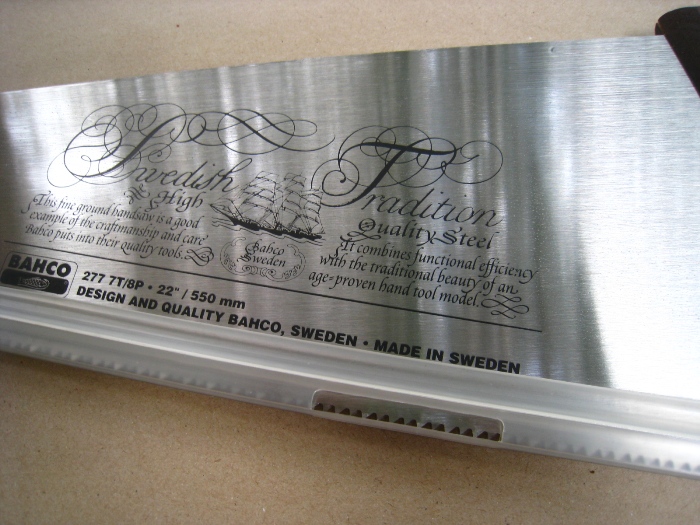 Swedish Tradition
The High Quality Steel
This fine ground handsaw is a good
example of the craftmanship and care
Bahco puts into their quality tools.
It combines functional efficiency
with the traditional beauty of an
age-proven hand tool model.
Bahco
Sweden
BAHCO
277 7T/8P • 22" / 550 mm
DESIGN AND QUALITY BAHCO, SWEDEN • MADE IN SWEDEN